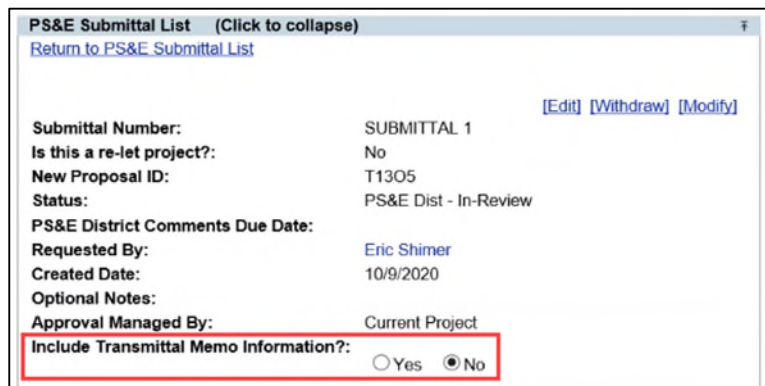 PS&E Submittal List (Click to collapse)
Return to PS&E Submittal List
[Edit] [Withdraw] [Modify]
Submittal Number: SUBMITTAL 1
Is this a re-let project?: No
New Proposal ID: T13O5
Status: PS&E Dist - In-Review
PS&E District Comments Due Date:
Requested By: Eric Shimer
Created Date: 10/9/2020
Optional Notes:
Approval Managed By: Current Project
Include Transmittal Memo Information?: Yes No